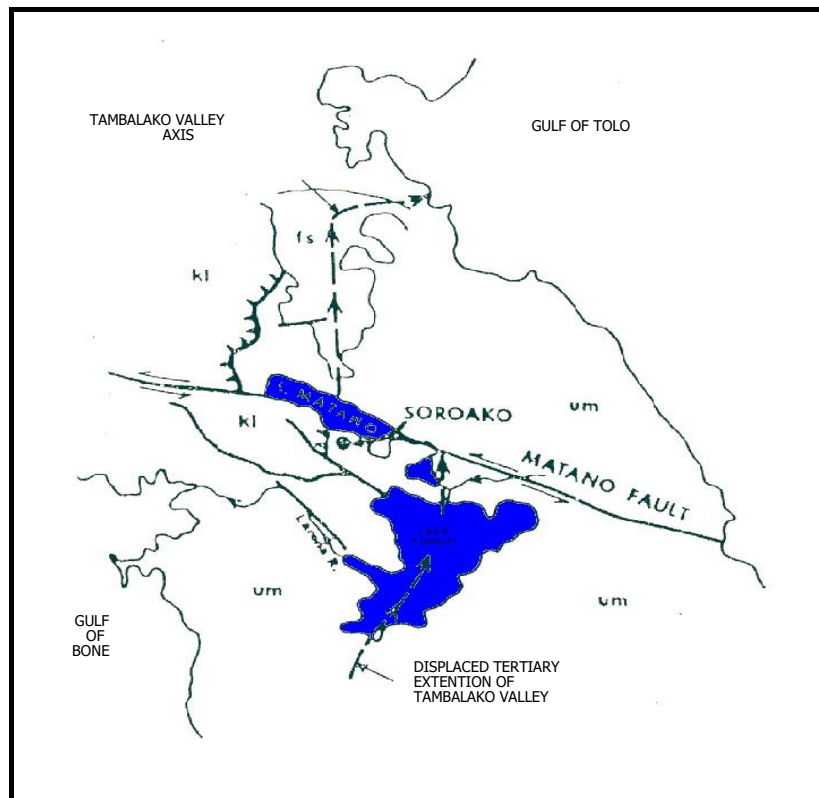 TAMBALAKO VALLEY
AXIS
GULF OF TOLO
fs
kl
L. MATANO
SOROAKO
um
kl
MATANO FAULT
um
um
GULF
OF
BONE
DISPLACED TERTIARY
EXTENTION OF
TAMBALAKO VALLEY